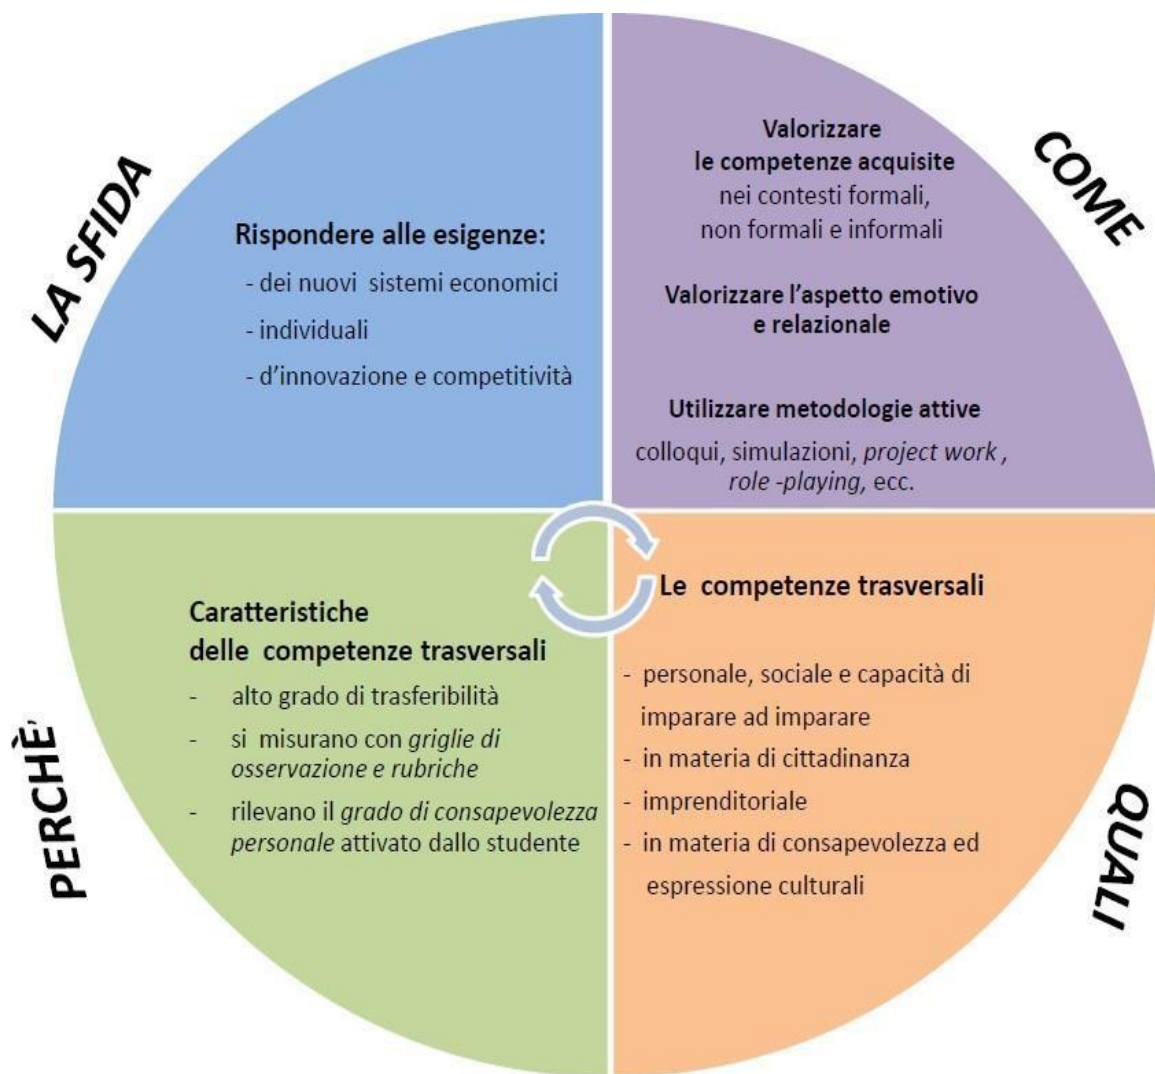 LA SFIDA
Rispondere alle esigenze:
- dei nuovi sistemi economici
- individuali
- d'innovazione e competitività
COME
Valorizzare
le competenze acquisite
nei contesti formali,
non formali e informali
Valorizzare l'aspetto emotivo
e relazionale
Utilizzare metodologie attive
colloqui, simulazioni, project work ,
role -playing, ecc.
PERCHÈ'
Caratteristiche
delle competenze trasversali
- alto grado di trasferibilità
- si misurano con griglie di
osservazione e rubriche
- rilevano il grado di consapevolezza
personale attivato dallo studente
QUALI
Le competenze trasversali
- personale, sociale e capacità di
imparare ad imparare
- in materia di cittadinanza
- imprenditoriale
- in materia di consapevolezza ed
espressione culturali